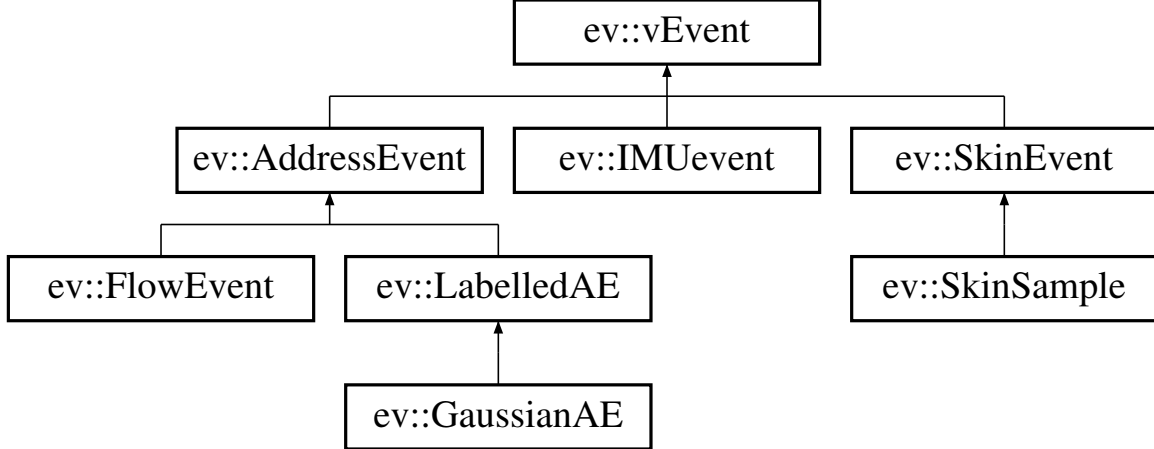 ev::vEvent
ev::AddressEvent
ev::IMUevent
ev::SkinEvent
ev::FlowEvent
ev::LabelledAE
ev::SkinSample
ev::GaussianAE